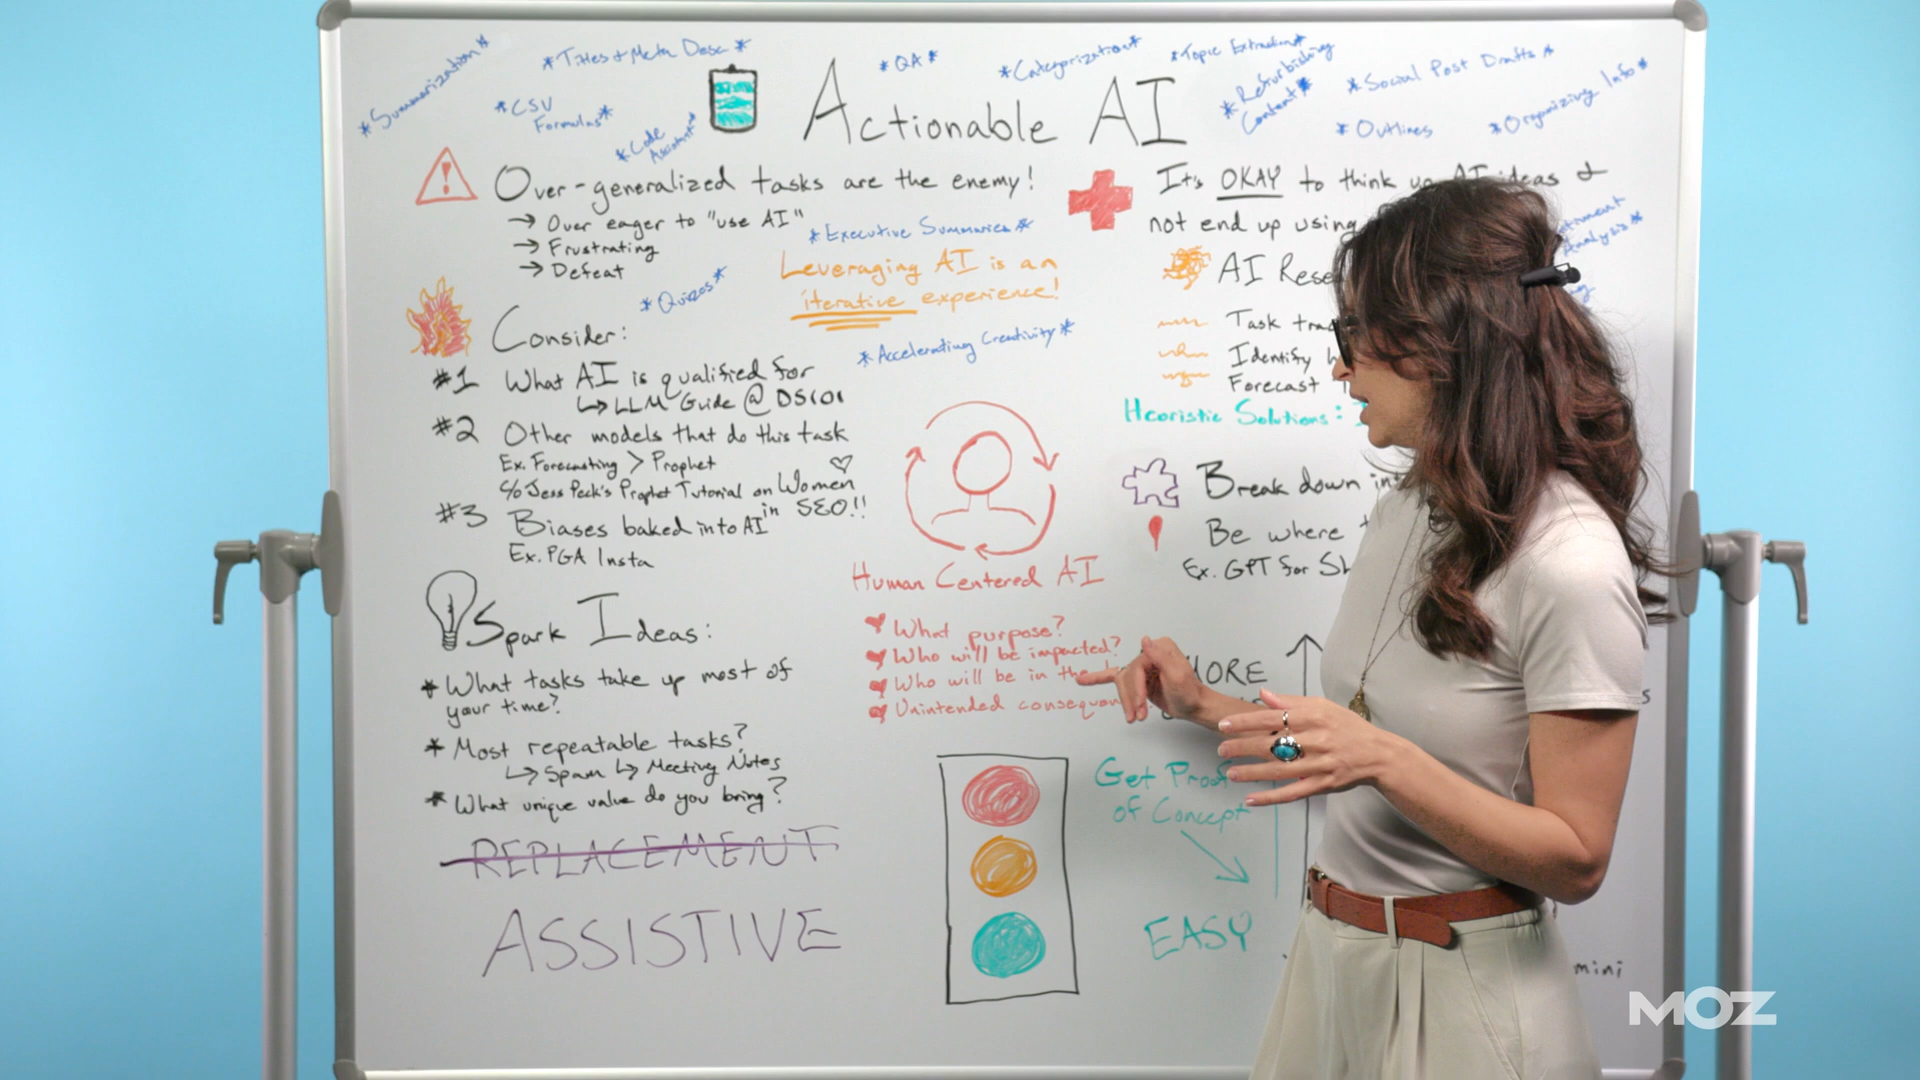 *Summarization*
*Titles + Meta Desc*
*CSV
Formulas*
*Code
Assistant*
*QA*
*Categorization*
*Topic Extraction*
*Refurbishing
Content*
*Social Post Drafts*
*Outlines
*Organizing Info*
Actionable AI
Over-generalized tasks are the enemy!
→ Over eager to "use AI"
→ Frustrating
→ Defeat
*Executive Summaries*
Leveraging AI is an
iterative experience!
*Quizes*
*Accelerating Creativity*
Consider:
#1 What AI is qualified for
↳ LLM Guide @ DS101
#2 Other models that do this task
Ex. Forecasting > Prophet
c/o Jess Peck's Prophet Tutorial on Women
in SEO!!
#3 Biases baked into AI
Ex. PGA Insta
Spark Ideas:
* What tasks take up most of
your time?
* Most repeatable tasks?
↳ Spam ↳ Meeting Notes
* What unique value do you bring?
REPLACEMENT
ASSISTIVE
Human Centered AI
What purpose?
Who will be impacted?
Who will be in the
Unintended
It's OKAY to think up AI ideas &
not end up using
Analysis*
AI
Task
Identify
Forecast
Heoristic Solutions:
Break down
Be where
Ex. GPT for
MORE
Get Proof
of Concept
EASY
mini
MOZ